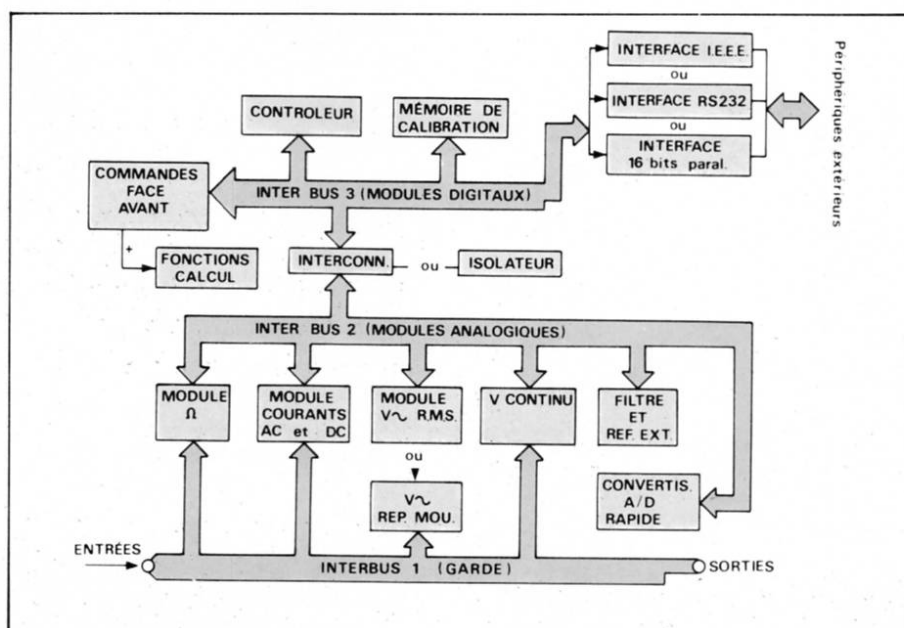 INTERFACE I.E.E.E.
ou
INTERFACE RS232
ou
INTERFACE
16 bits paral.
Périphériques extérieurs
CONTROLEUR
MÉMOIRE DE
CALIBRATION
COMMANDES
FACE
AVANT
INTER BUS 3 (MODULES DIGITAUX)
+
FONCTIONS
CALCUL
INTERCONN.
ou
ISOLATEUR
INTER BUS 2 (MODULES ANALOGIQUES)
MODULE
Ω
MODULE
COURANTS
AC et DC
MODULE
V~ R.M.S.
V CONTINU
FILTRE
ET
REF. EXT.
ou
V~
REP. MOU.
CONVERTIS.
A/D
RAPIDE
ENTRÉES
INTERBUS 1 (GARDE)
SORTIES